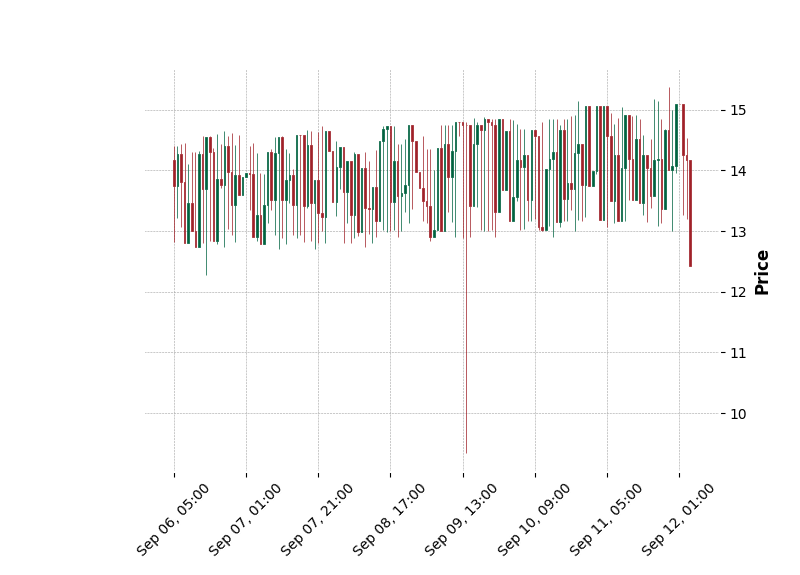 15
14
13
12
11
10
Price
Sep 06, 05:00
Sep 07, 01:00
Sep 07, 21:00
Sep 08, 17:00
Sep 09, 13:00
Sep 10, 09:00
Sep 11, 05:00
Sep 12, 01:00